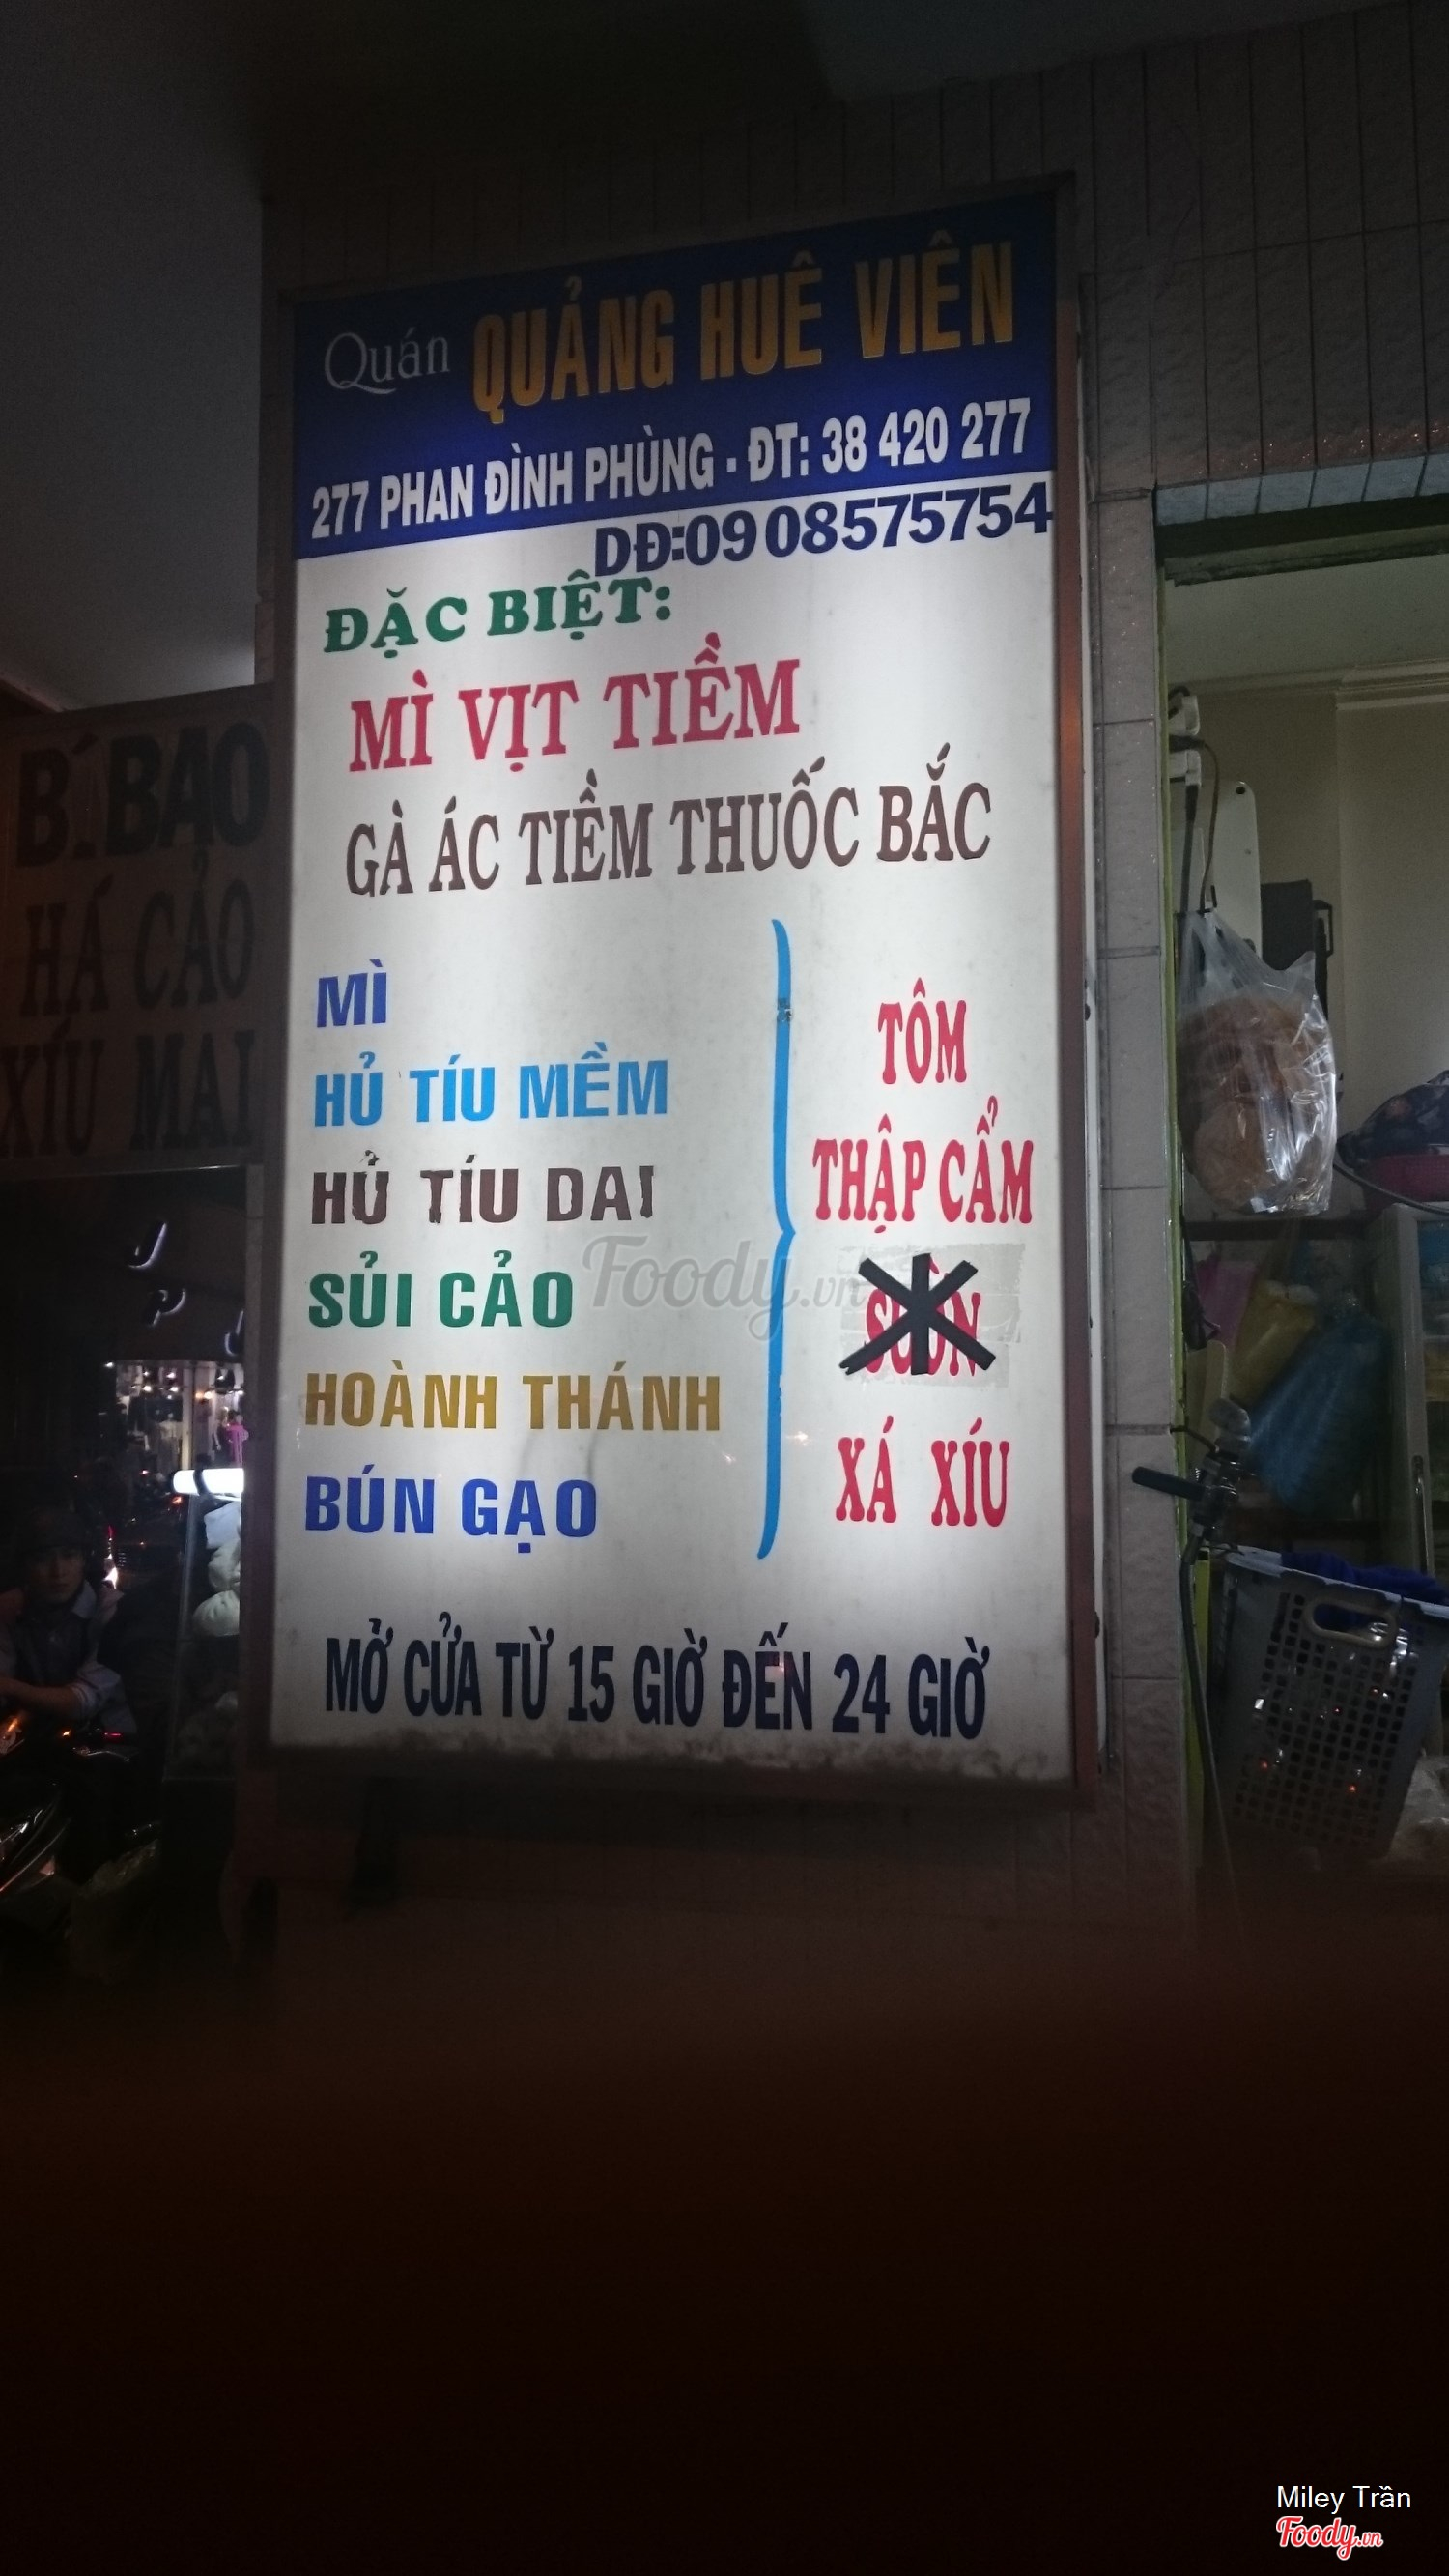 Quán QUẢNG HUÊ VIÊN
277 PHAN ĐÌNH PHÙNG - ĐT: 38 420 277
DĐ:0908575754
ĐẶC BIỆT:
MÌ VỊT TIỀM
GÀ ÁC TIỀM THUỐC BẮC
MÌ
HỦ TÍU MỀM
HỦ TÍU DAI
SỦI CẢO
HOÀNH THÁNH
BÚN GẠO
TÔM
THẬP CẨM
XÁ XÍU
MỞ CỬA TỪ 15 GIỜ ĐẾN 24 GIỜ
B.BAO
HÁ CẢO
XÍU MẠI
Foody.vn
Miley Trần
Foody.vn